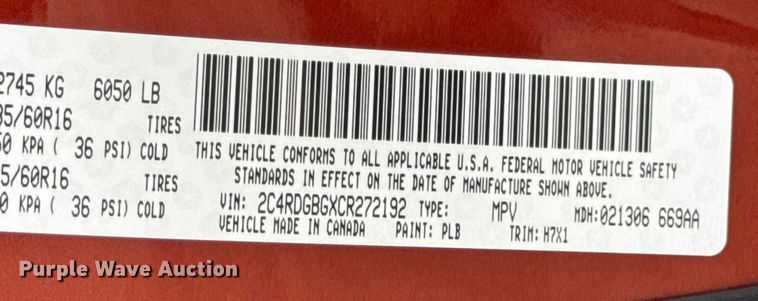 2745 KG 6050 LB
35/60R16 TIRES
50 KPA ( 36 PSI) COLD
5/60R16 TIRES
0 KPA ( 36 PSI) COLD
THIS VEHICLE CONFORMS TO ALL APPLICABLE U.S.A. FEDERAL MOTOR VEHICLE SAFETY
STANDARDS IN EFFECT ON THE DATE OF MANUFACTURE SHOWN ABOVE.
VIN: 2C4RDGBGXCR272192 TYPE: MPV MDH:021306 669AA
VEHICLE MADE IN CANADA PAINT: PLB TRIM: H7X1
Purple Wave Auction